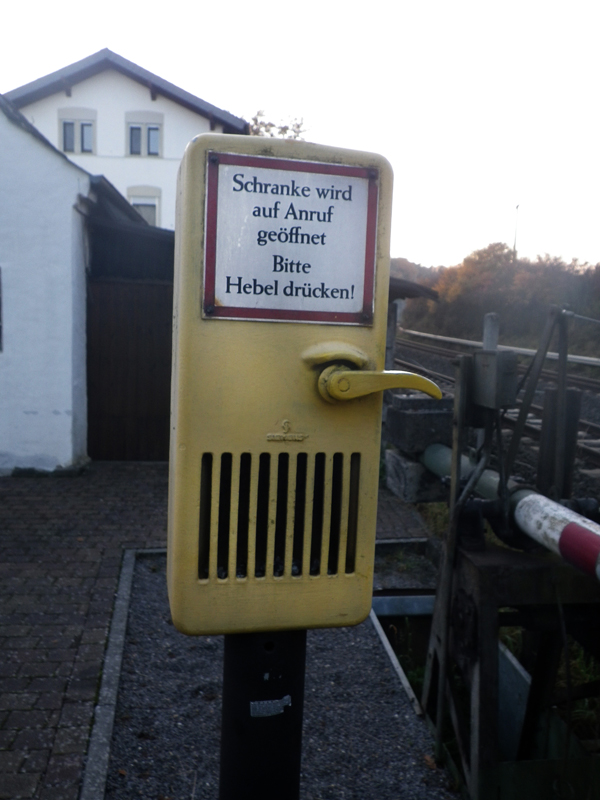 Schranke wird
auf Anruf
geöffnet
Bitte
Hebel drücken!